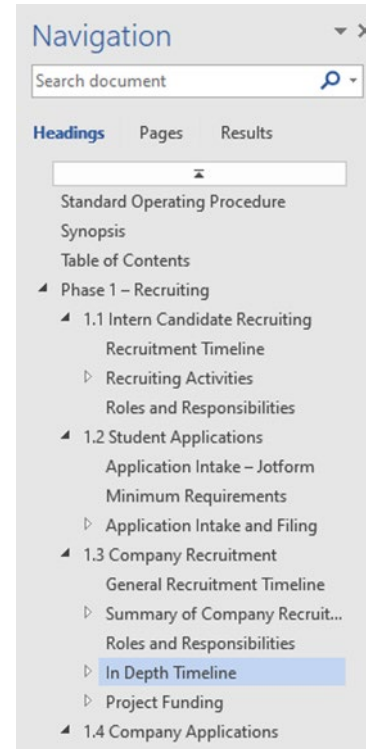 Navigation
Search document
Headings Pages Results
Standard Operating Procedure
Synopsis
Table of Contents
Phase 1 – Recruiting
1.1 Intern Candidate Recruiting
Recruitment Timeline
Recruiting Activities
Roles and Responsibilities
1.2 Student Applications
Application Intake – Jotform
Minimum Requirements
Application Intake and Filing
1.3 Company Recruitment
General Recruitment Timeline
Summary of Company Recruit...
Roles and Responsibilities
In Depth Timeline
Project Funding
1.4 Company Applications